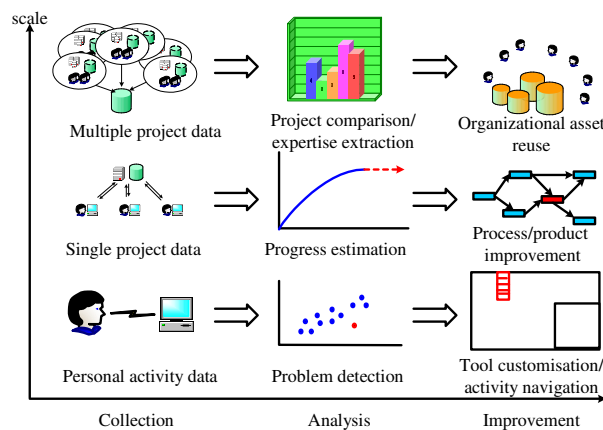 scale
Multiple project data
Project comparison/
expertise extraction
Organizational asset
reuse
Single project data
Progress estimation
Process/product
improvement
Personal activity data
Problem detection
Tool customisation/
activity navigation
Collection
Analysis
Improvement